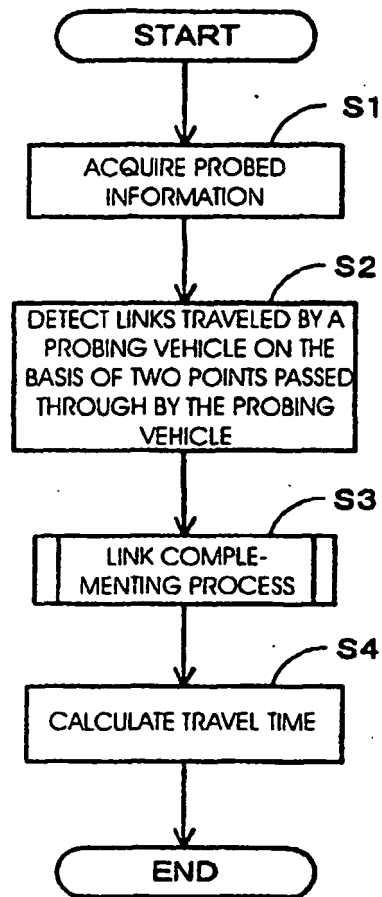 START
S1
ACQUIRE PROBED
INFORMATION
S2
DETECT LINKS TRAVELED BY A
PROBING VEHICLE ON THE
BASIS OF TWO POINTS PASSED
THROUGH BY THE PROBING
VEHICLE
S3
LINK COMPLE-
MENTING PROCESS
S4
CALCULATE TRAVEL TIME
END